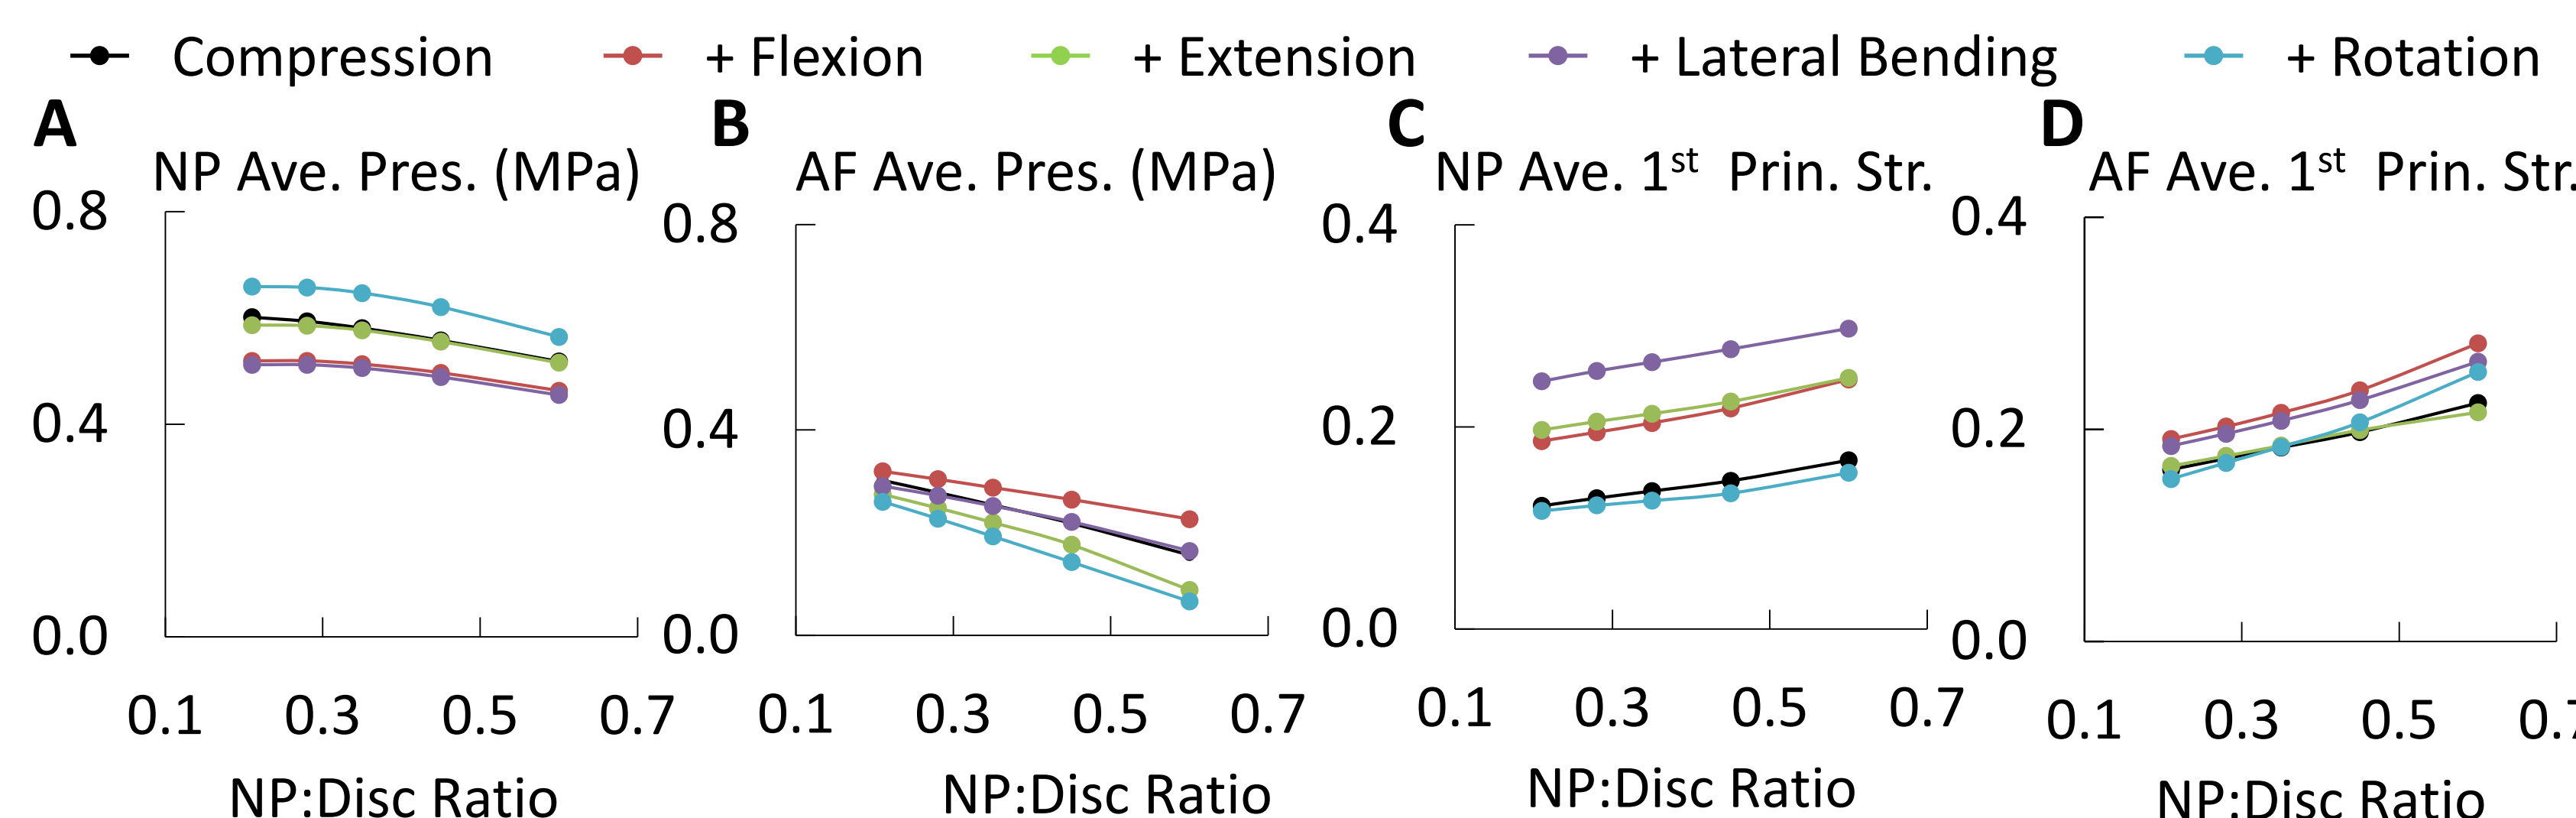 Compression + Flexion + Extension + Lateral Bending + Rotation
A B C D
NP Ave. Pres. (MPa) AF Ave. Pres. (MPa) NP Ave. 1st Prin. Str. AF Ave. 1st Prin. Str.
0.8 0.8 0.4 0.4
0.4 0.4 0.2 0.2
0.0 0.0 0.0 0.0
0.1 0.3 0.5 0.7 0.1 0.3 0.5 0.7 0.1 0.3 0.5 0.7 0.1 0.3 0.5 0.7
NP:Disc Ratio NP:Disc Ratio NP:Disc Ratio NP:Disc Ratio